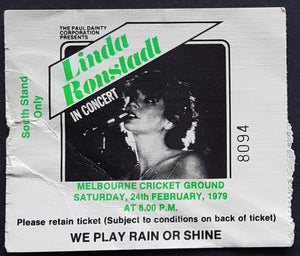 THE PAUL DAINTY
CORPORATION
PRESENTS
Linda
Ronstadt
IN CONCERT
South Stand
Only
8094
MELBOURNE CRICKET GROUND
SATURDAY, 24th FEBRUARY, 1979
AT 8.00 P.M.
Please retain ticket (Subject to conditions on back of ticket)
WE PLAY RAIN OR SHINE